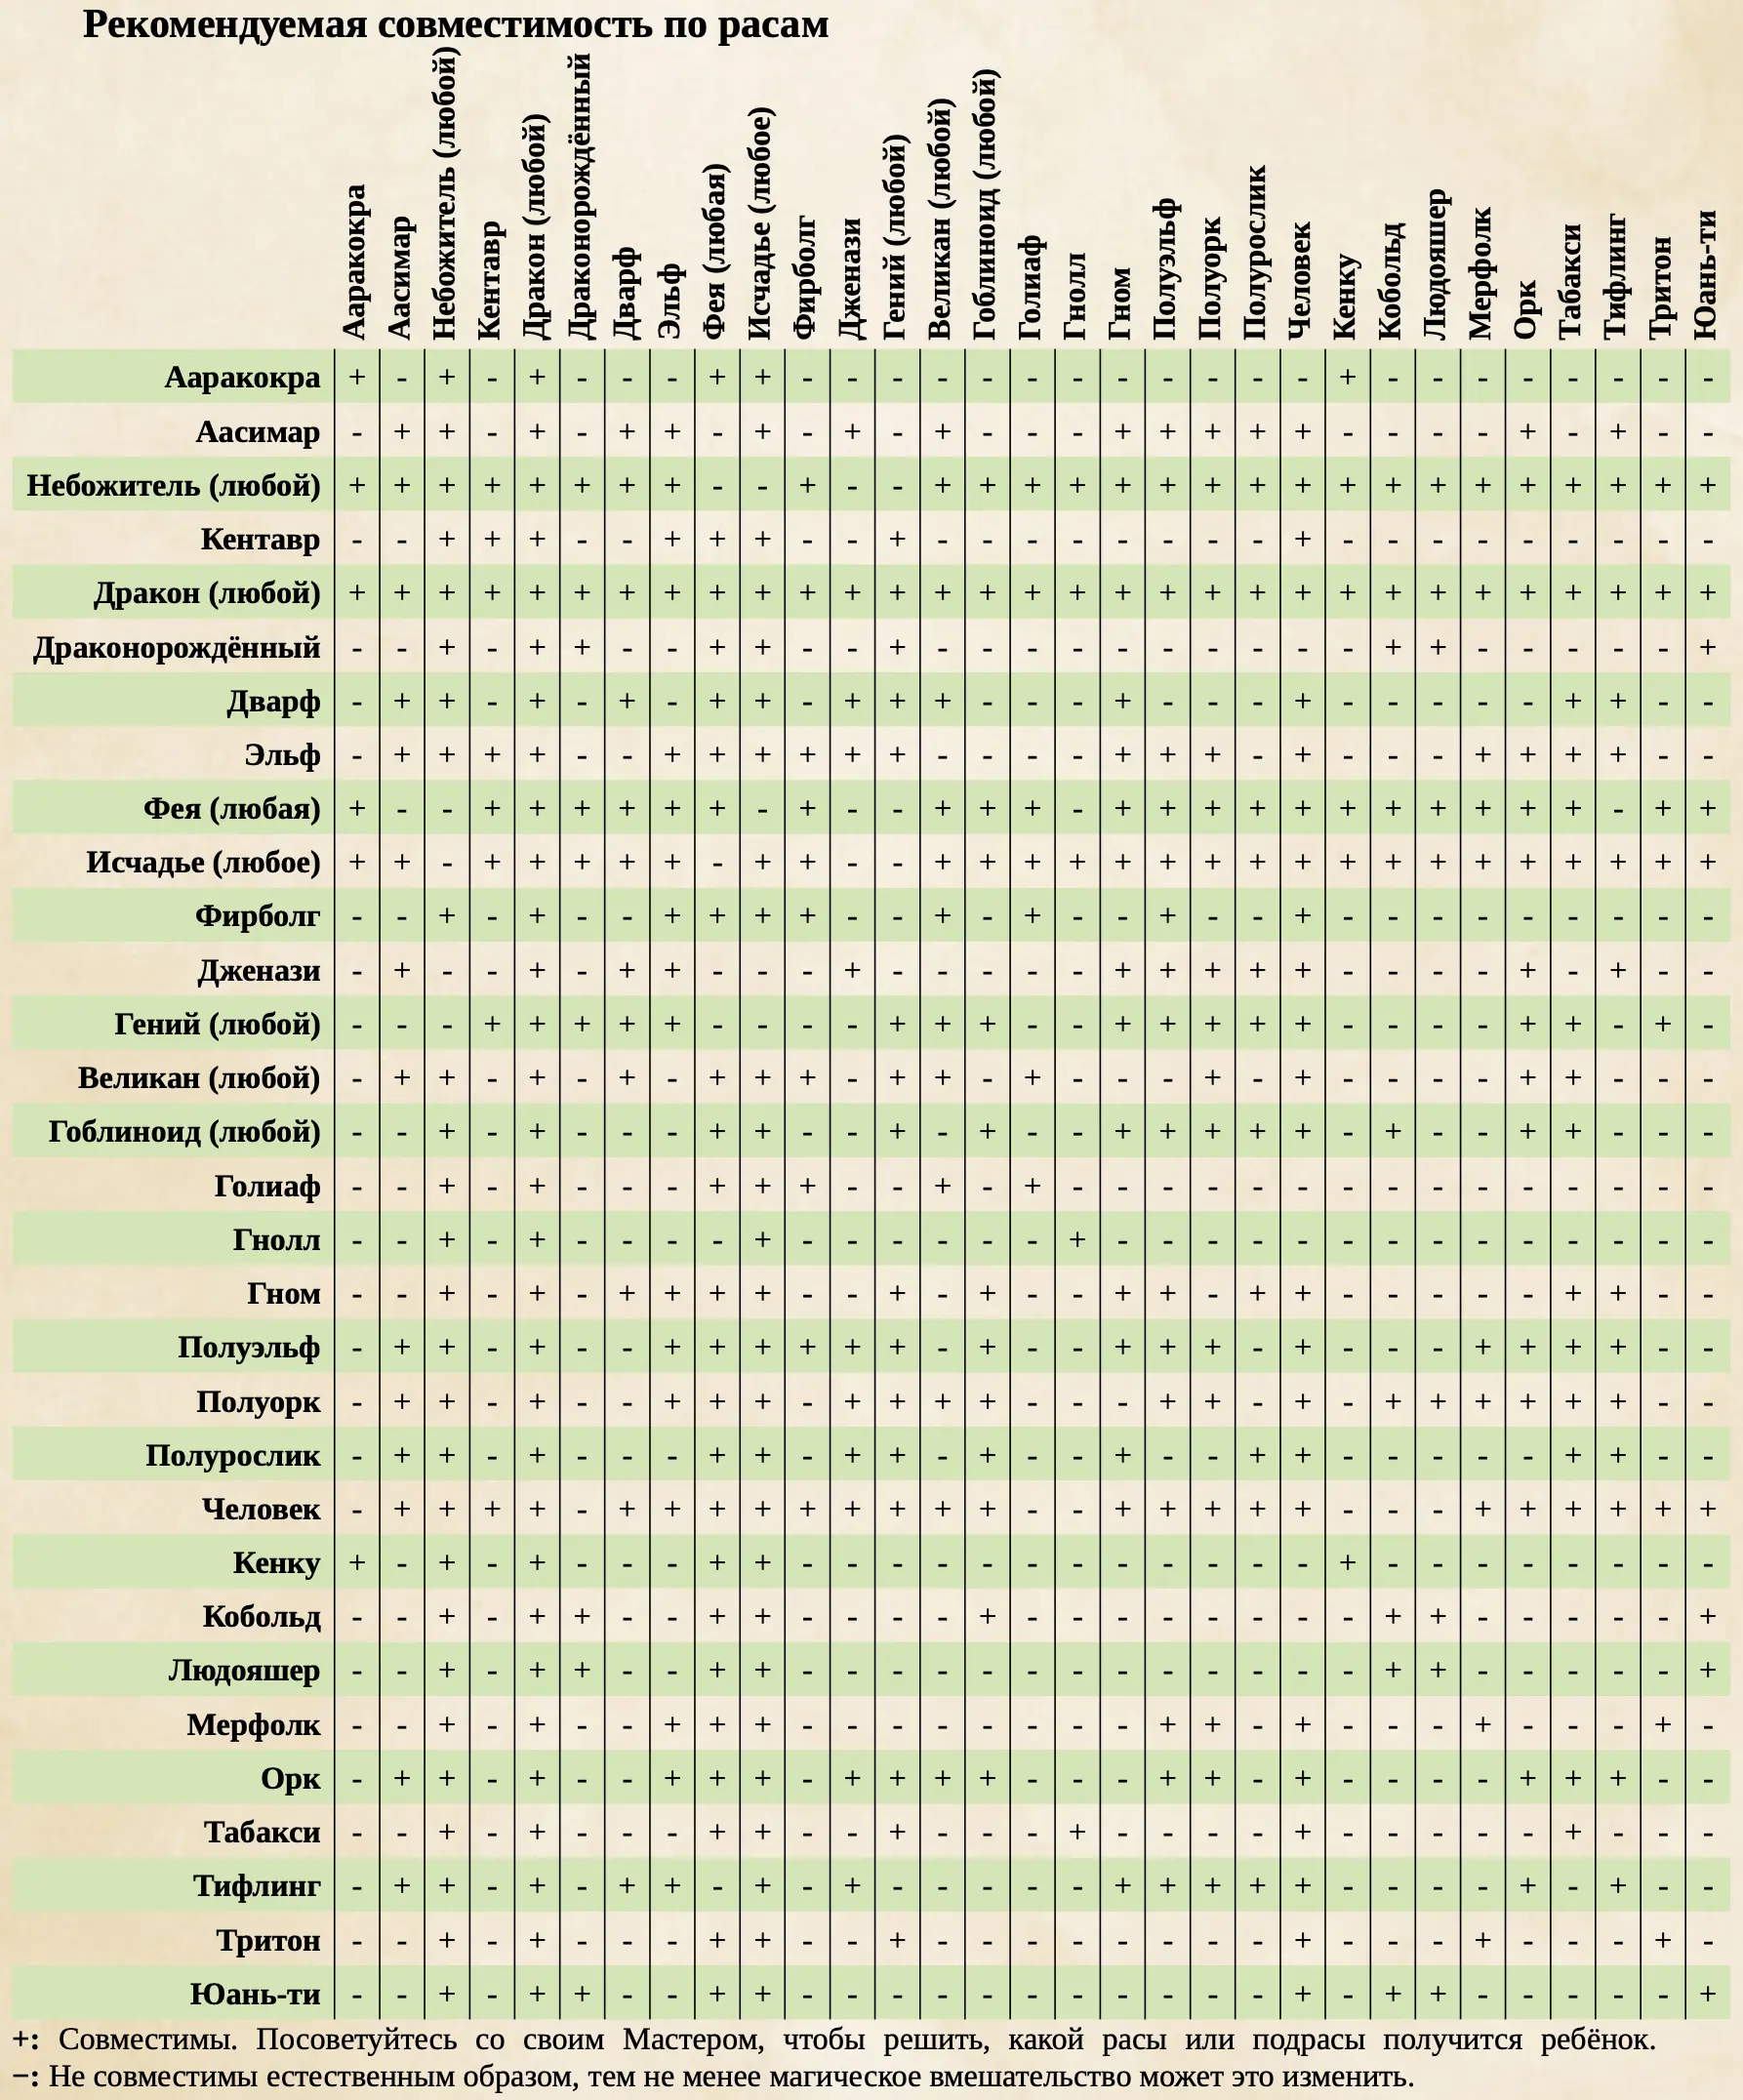 Рекомендуемая совместимость по расам
Ааракокра Аасимар Небожитель (любой) Кентавр Дракон (любой) Драконорождённый Дварф Эльф Фея (любая) Исчадье (любое) Фирболг Дженази Гений (любой) Великан (любой) Гоблиноид (любой) Голиаф Гнолл Гном Полуэльф Полуорк Полурослик Человек Кенку Кобольд Людояшер Мерфолк Орк Табакси Тифлинг Тритон Юань-ти
Ааракокра + - + - + - - - + + - - - - - - - - - - - - + - - - - - - - -
Аасимар - + + - + - + + - + - + - + - - - + + + + + - - - - + - + - -
Небожитель (любой) + + + + + + + + - - + - - + + + + + + + + + + + + + + + + + +
Кентавр - - + + + - - + + + - - + - - - - - - - - + - - - - - - - - -
Дракон (любой) + + + + + + + + + + + + + + + + + + + + + + + + + + + + + + +
Драконорождённый - - + - + + - - + + - - + - - - - - - - - - - + + - - - - - +
Дварф - + + - + - + - + + - + + + - - - + - - - + - - - - - + + - -
Эльф - + + + + - - + + + + + + - - - - + + + - + - - - + + + + - -
Фея (любая) + - - + + + + + + - + - - + + + - + + + + + + + + + + + - + +
Исчадье (любое) + + - + + + + + - + + - - + + + + + + + + + + + + + + + + + +
Фирболг - - + - + - - + + + + - - + - + - - + - - + - - - - - - - - -
Дженази - + - - + - + + - - - + - - - - - + + + + + - - - - + - + - -
Гений (любой) - - - + + + + + - - - - + + + - - + + + + + - - - - + + - + -
Великан (любой) - + + - + - + - + + + - + + - + - - - + - + - - - - + + - - -
Гоблиноид (любой) - - + - + - - - + + - - + - + - - + + + + + - + - - + + - - -
Голиаф - - + - + - - - + + + - - + - + - - - - - - - - - - - - - - -
Гнолл - - + - + - - - - + - - - - - - + - - - - - - - - - - - - - -
Гном - - + - + - + + + + - - + - + - - + + - + + - - - - - + + - -
Полуэльф - + + - + - - + + + + + + - + - - + + + - + - - - + + + + - -
Полуорк - + + - + - - + + + - + + + + - - - + + - + - + + + + + + - -
Полурослик - + + - + - - - + + - + + - + - - + - - + + - - - - - + + - -
Человек - + + + + - + + + + + + + + + - - + + + + + - - - + + + + + +
Кенку + - + - + - - - + + - - - - - - - - - - - - + - - - - - - - -
Кобольд - - + - + + - - + + - - - - + - - - - - - - - + + - - - - - +
Людояшер - - + - + + - - + + - - - - - - - - - - - - - + + - - - - - +
Мерфолк - - + - + - - + + + - - - - - - - - + + - + - - - + - - - + -
Орк - + + - + - - + + + - + + + + - - - + + - + - - - - + + + - -
Табакси - - + - + - - - + + - - + - - - + - - - - + - - - - - + - - -
Тифлинг - + + - + - + + - + - + - - - - - + + + + + - - - - + - + - -
Тритон - - + - + - - - + + - - + - - - - - - - - + - - - + - - - + -
Юань-ти - - + - + + - - + + - - - - - - - - - - - + - + + - - - - - +
+: Совместимы. Посоветуйтесь со своим Мастером, чтобы решить, какой расы или подрасы получится ребёнок.
–: Не совместимы естественным образом, тем не менее магическое вмешательство может это изменить.